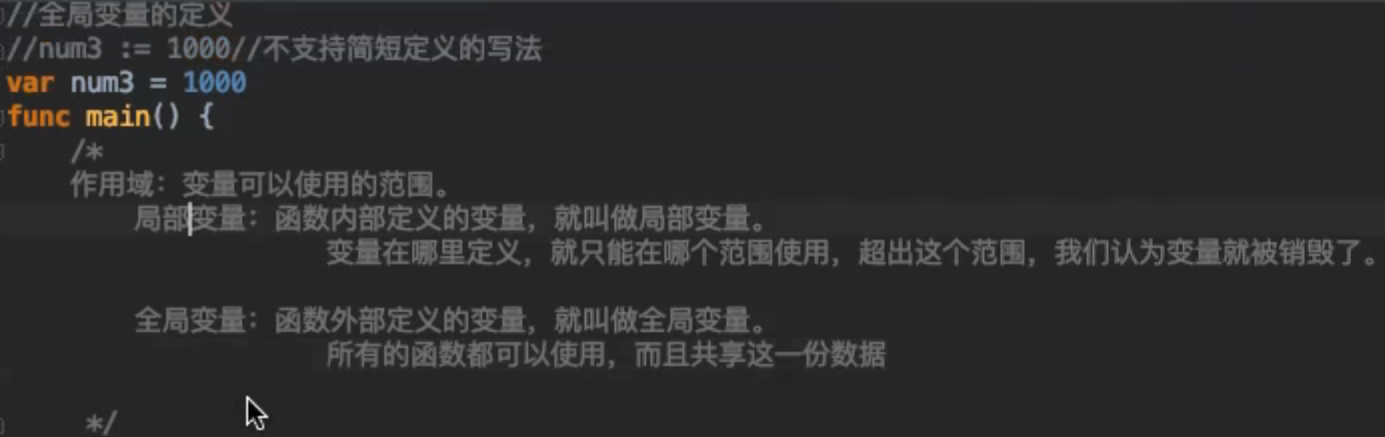 //全局变量的定义
//num3 := 1000//不支持简短定义的写法
var num3 = 1000
func main() {
/*
作用域：变量可以使用的范围。
局部变量：函数内部定义的变量，就叫做局部变量。
变量在哪里定义，就只能在哪个范围使用，超出这个范围，我们认为变量就被销毁了。
全局变量：函数外部定义的变量，就叫做全局变量。
所有的函数都可以使用，而且共享这一份数据
*/